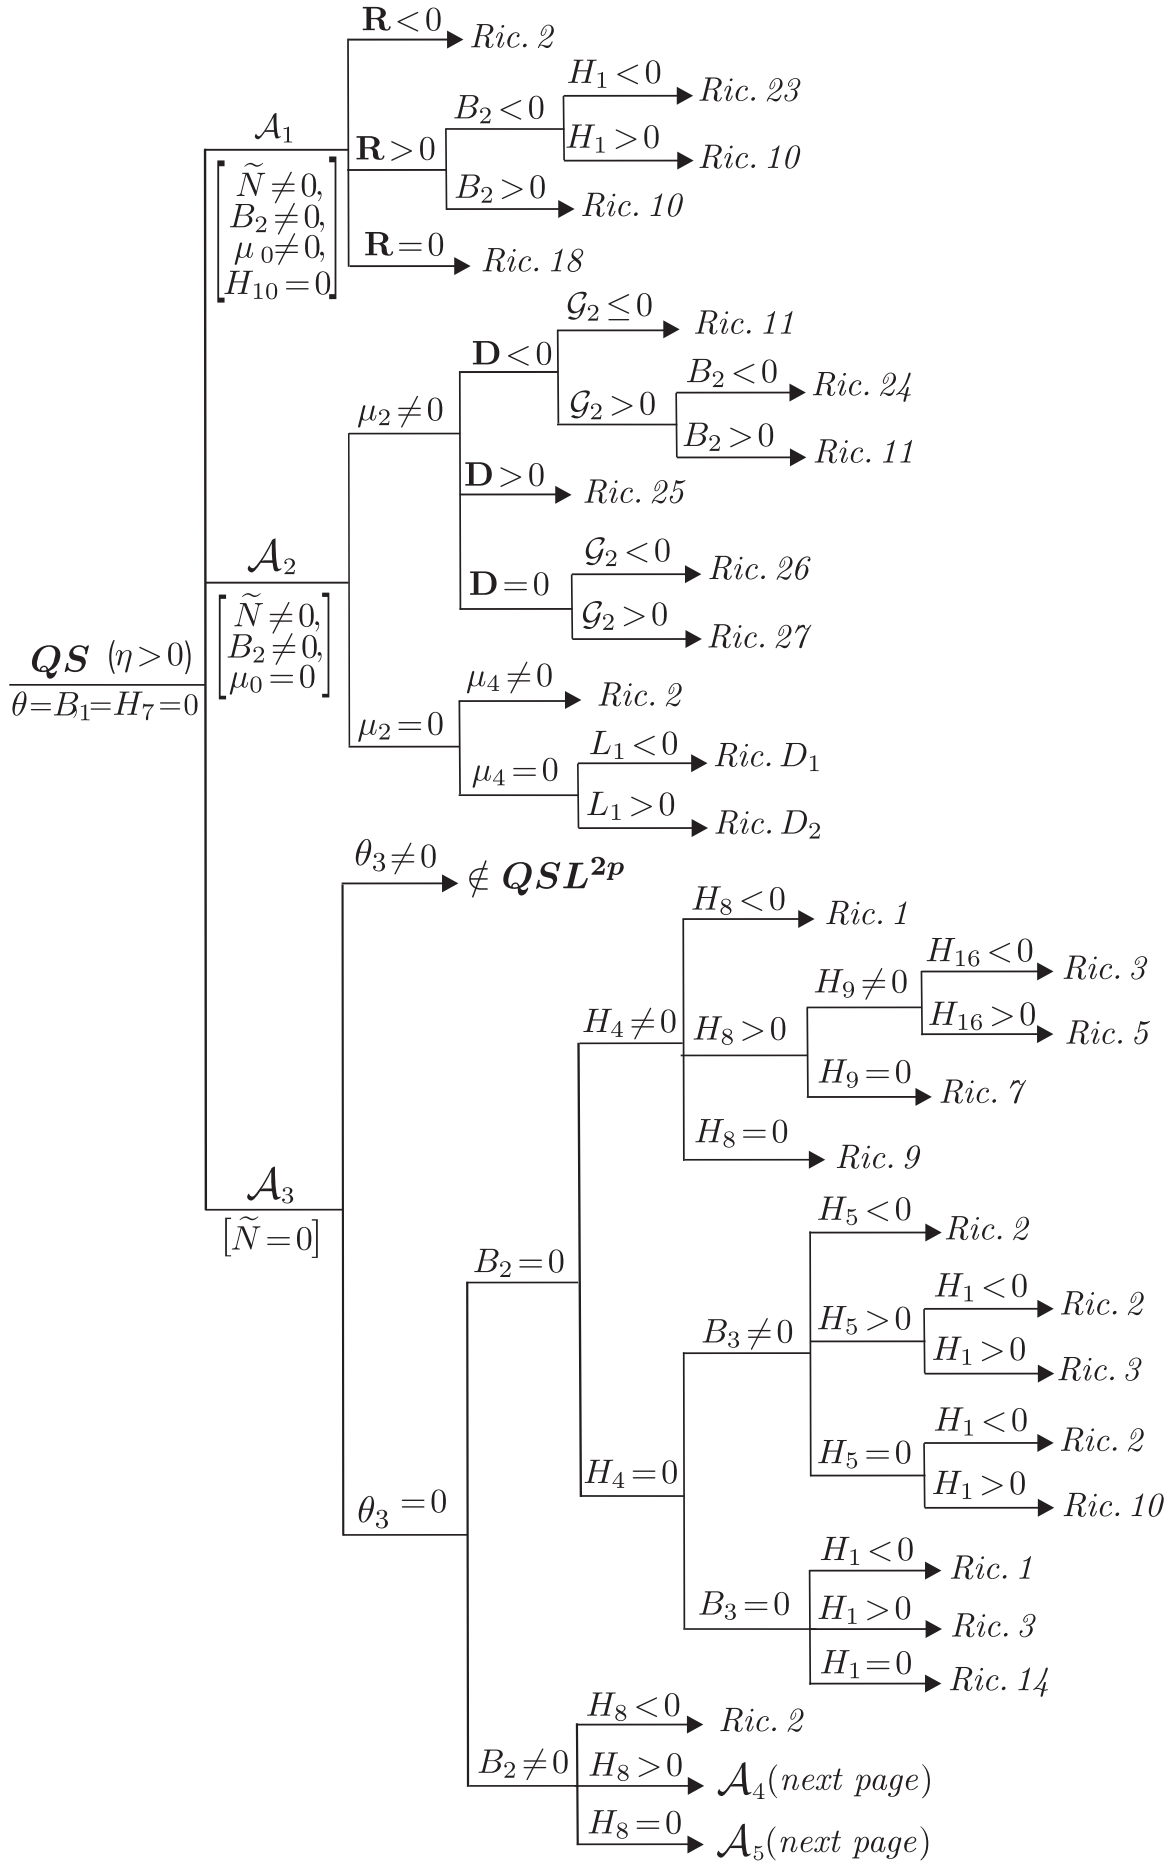 R < 0
Ric. 2
H₁ < 0
Ric. 23
B₂ < 0
H₁ > 0
Ric. 10
𝒜₁
R > 0
B₂ > 0
Ric. 10
Ñ ≠ 0,
B₂ ≠ 0,
μ₀ ≠ 0,
H₁₀ = 0
R = 0
Ric. 18
𝒢₂ ≤ 0
Ric. 11
D < 0
B₂ < 0
Ric. 24
𝒢₂ > 0
B₂ > 0
Ric. 11
μ₂ ≠ 0
D > 0
Ric. 25
𝒢₂ < 0
Ric. 26
D = 0
𝒢₂ > 0
Ric. 27
𝒜₂
Ñ ≠ 0,
B₂ ≠ 0,
μ₀ = 0
QS (η > 0)
θ = B₁ = H₇ = 0
μ₄ ≠ 0
Ric. 2
μ₂ = 0
L₁ < 0
Ric. D₁
μ₄ = 0
L₁ > 0
Ric. D₂
θ₃ ≠ 0
∉ QSL²ᵖ
H₈ < 0
Ric. 1
H₁₆ < 0
Ric. 3
H₉ ≠ 0
H₁₆ > 0
Ric. 5
H₄ ≠ 0
H₈ > 0
H₉ = 0
Ric. 7
H₈ = 0
Ric. 9
𝒜₃
[Ñ = 0]
H₅ < 0
Ric. 2
B₂ = 0
H₁ < 0
Ric. 2
B₃ ≠ 0
H₅ > 0
H₁ > 0
Ric. 3
H₁ < 0
Ric. 2
H₅ = 0
H₁ > 0
Ric. 10
H₄ = 0
θ₃ = 0
H₁ < 0
Ric. 1
B₃ = 0
H₁ > 0
Ric. 3
H₁ = 0
Ric. 14
H₈ < 0
Ric. 2
B₂ ≠ 0
H₈ > 0
𝒜₄(next page)
H₈ = 0
𝒜₅(next page)